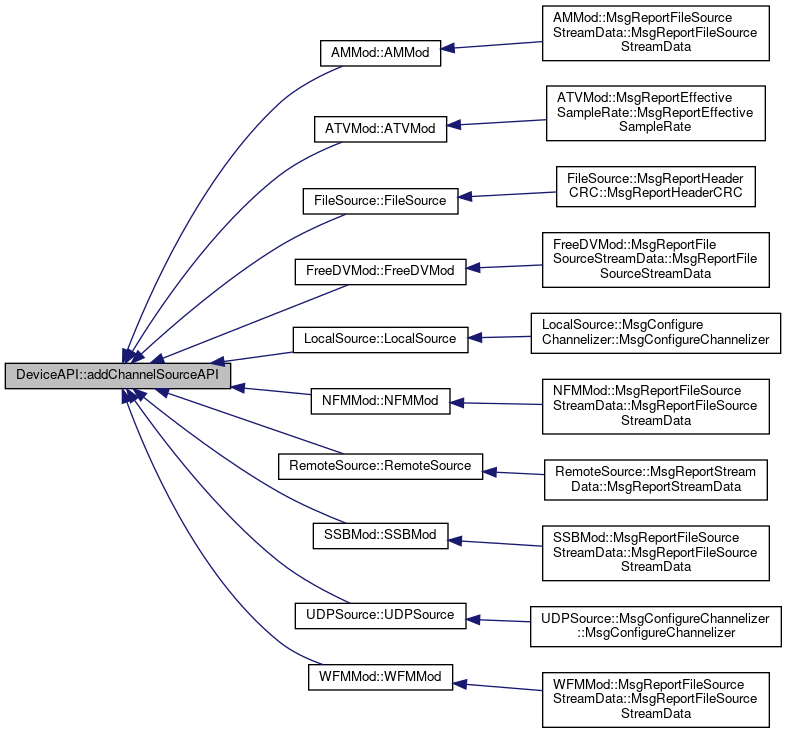 AMMod::MsgReportFileSource
StreamData::MsgReportFileSource
StreamData
AMMod::AMMod
ATVMod::MsgReportEffective
SampleRate::MsgReportEffective
SampleRate
ATVMod::ATVMod
FileSource::MsgReportHeader
CRC::MsgReportHeaderCRC
FileSource::FileSource
FreeDVMod::MsgReportFile
SourceStreamData::MsgReportFile
SourceStreamData
FreeDVMod::FreeDVMod
LocalSource::MsgConfigure
Channelizer::MsgConfigureChannelizer
LocalSource::LocalSource
DeviceAPI::addChannelSourceAPI
NFMMod::MsgReportFileSource
StreamData::MsgReportFileSource
StreamData
NFMMod::NFMMod
RemoteSource::RemoteSource
RemoteSource::MsgReportStream
Data::MsgReportStreamData
SSBMod::SSBMod
SSBMod::MsgReportFileSource
StreamData::MsgReportFileSource
StreamData
UDPSource::UDPSource
UDPSource::MsgConfigureChannelizer
::MsgConfigureChannelizer
WFMMod::WFMMod
WFMMod::MsgReportFileSource
StreamData::MsgReportFileSource
StreamData